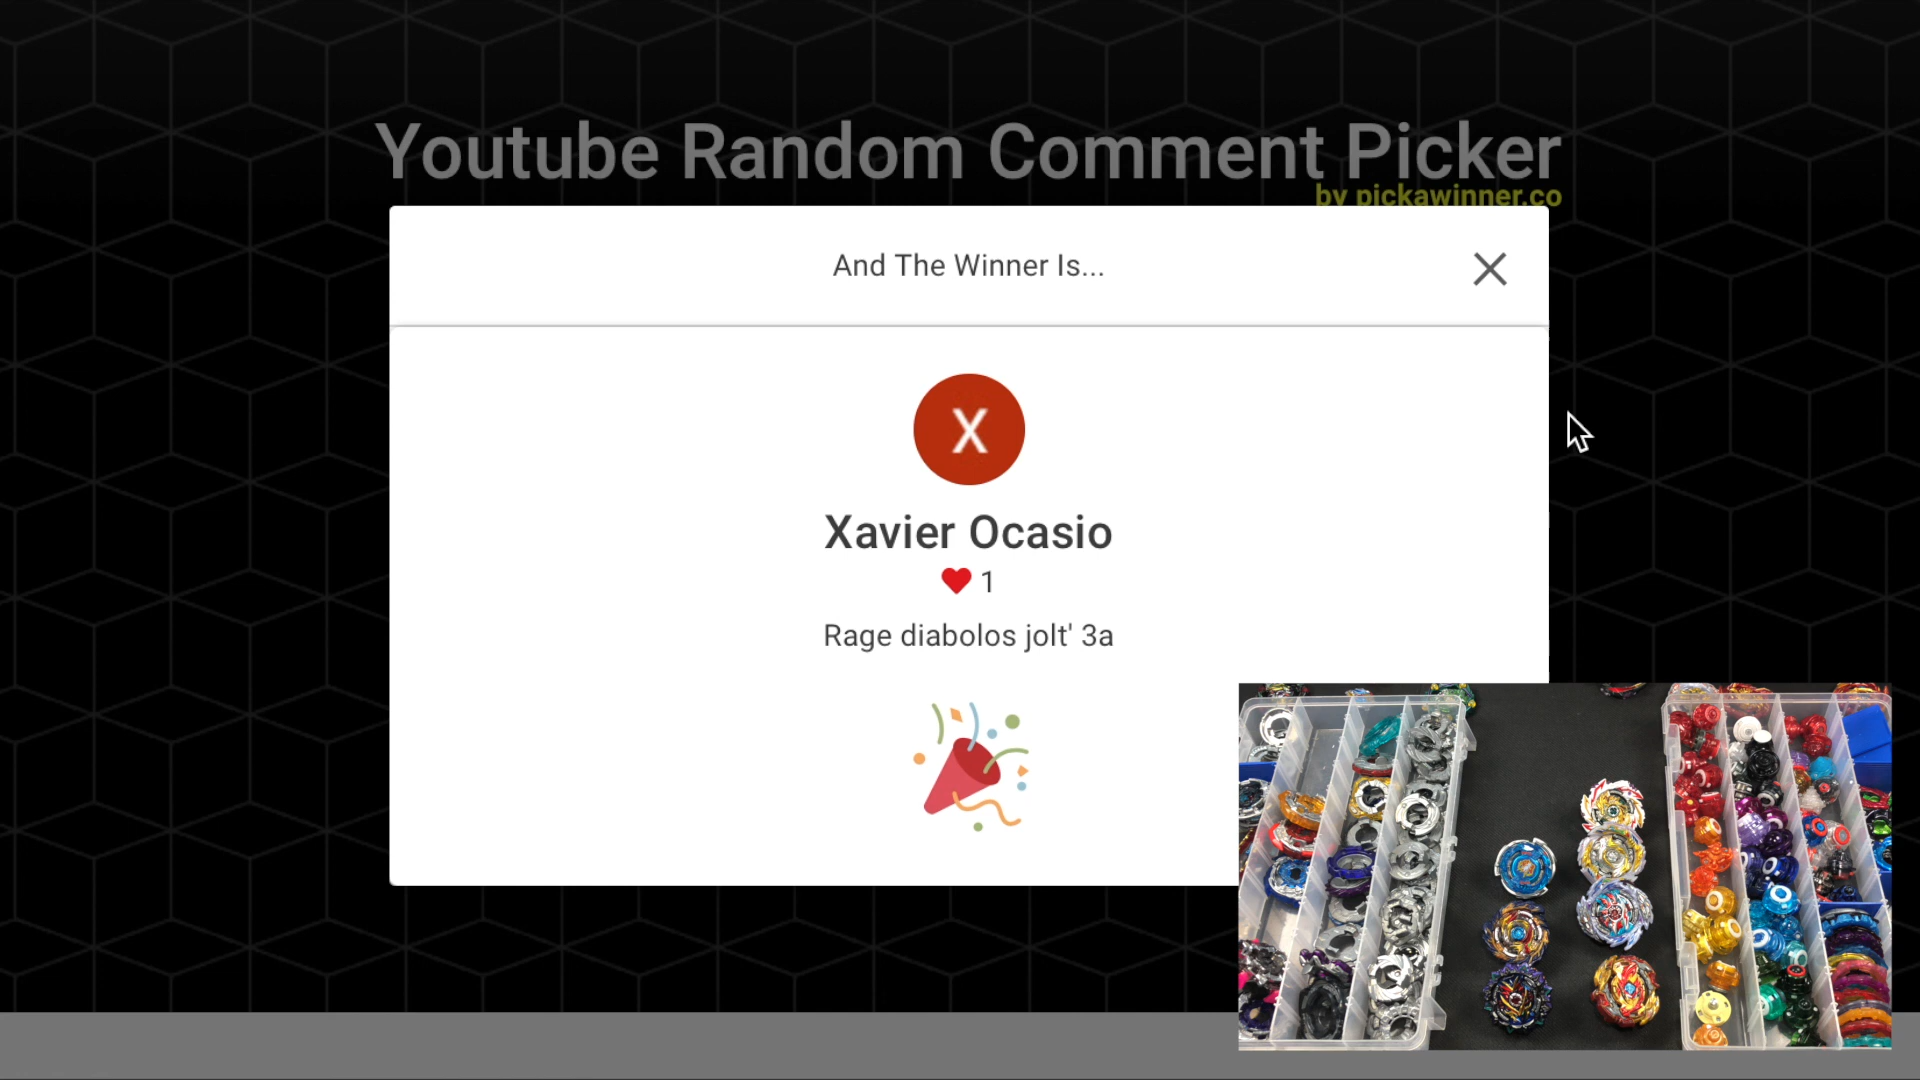 Youtube Random Comment Picker
by pickawinner.co
And The Winner Is...
X
Xavier Ocasio
1
Rage diabolos jolt' 3a